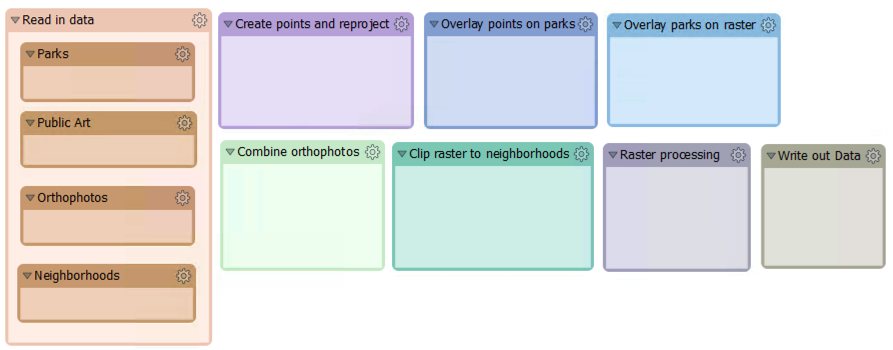 Read in data
Parks
Public Art
Orthophotos
Neighborhoods
Create points and reproject
Overlay points on parks
Overlay parks on raster
Combine orthophotos
Clip raster to neighborhoods
Raster processing
Write out Data